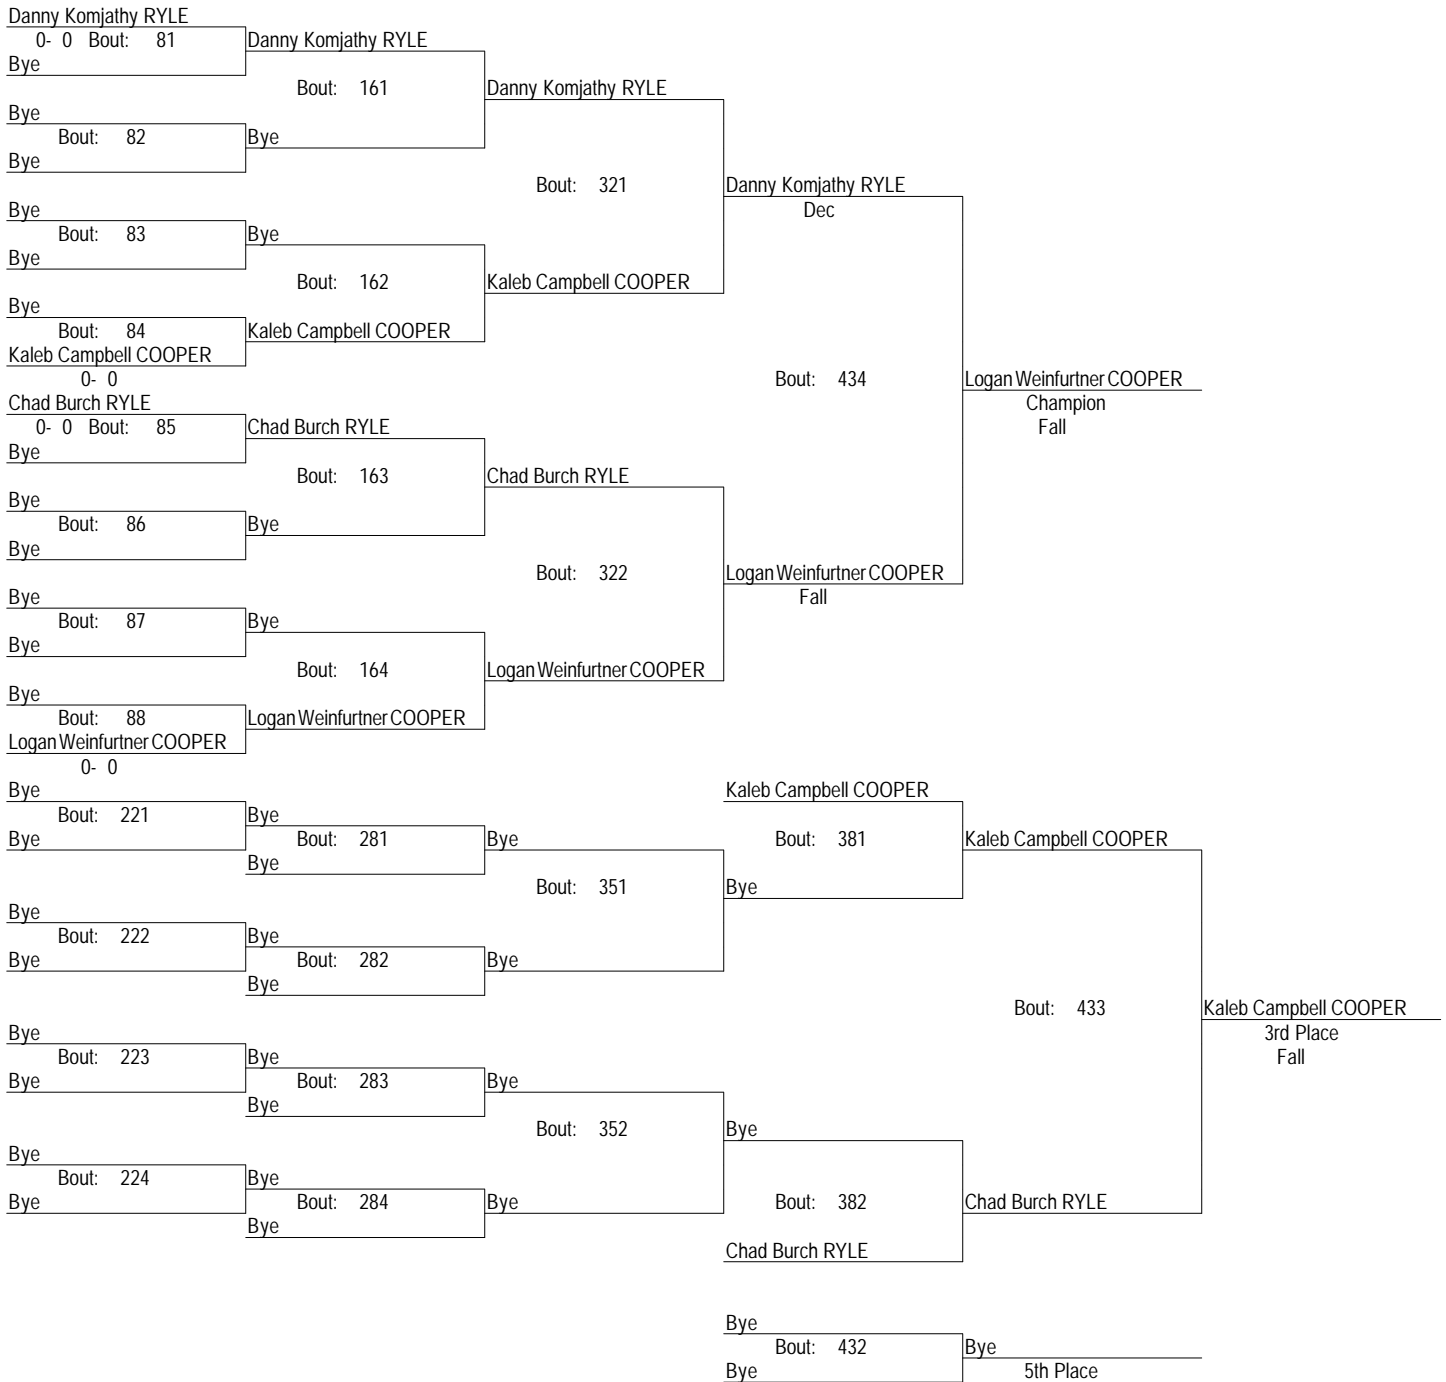 Danny Komjathy RYLE
0- 0 Bout: 81 Danny Komjathy RYLE
Bye
Bout: 161 Danny Komjathy RYLE
Bye
Bout: 82 Bye
Bye
Bout: 321 Danny Komjathy RYLE
Bye Dec
Bout: 83 Bye
Bye
Bout: 162 Kaleb Campbell COOPER
Bye
Bout: 84 Kaleb Campbell COOPER
Kaleb Campbell COOPER
0- 0 Bout: 434 Logan Weinfurtner COOPER
Chad Burch RYLE Champion
0- 0 Bout: 85 Chad Burch RYLE Fall
Bye
Bout: 163 Chad Burch RYLE
Bye
Bout: 86 Bye
Bye
Bout: 322 Logan Weinfurtner COOPER
Bye Fall
Bout: 87 Bye
Bye
Bout: 164 Logan Weinfurtner COOPER
Bye
Bout: 88 Logan Weinfurtner COOPER
Logan Weinfurtner COOPER
0- 0
Bye Kaleb Campbell COOPER
Bout: 221 Bye
Bye Bout: 281 Bye Bout: 381 Kaleb Campbell COOPER
Bye
Bout: 351 Bye
Bye
Bout: 222 Bye
Bye Bout: 282 Bye
Bye
Bout: 433 Kaleb Campbell COOPER
Bye 3rd Place
Bout: 223 Bye Fall
Bye Bout: 283 Bye
Bye
Bout: 352 Bye
Bye
Bout: 224 Bye
Bye Bout: 284 Bye Bout: 382 Chad Burch RYLE
Bye
Chad Burch RYLE
Bye
Bout: 432 Bye
Bye 5th Place